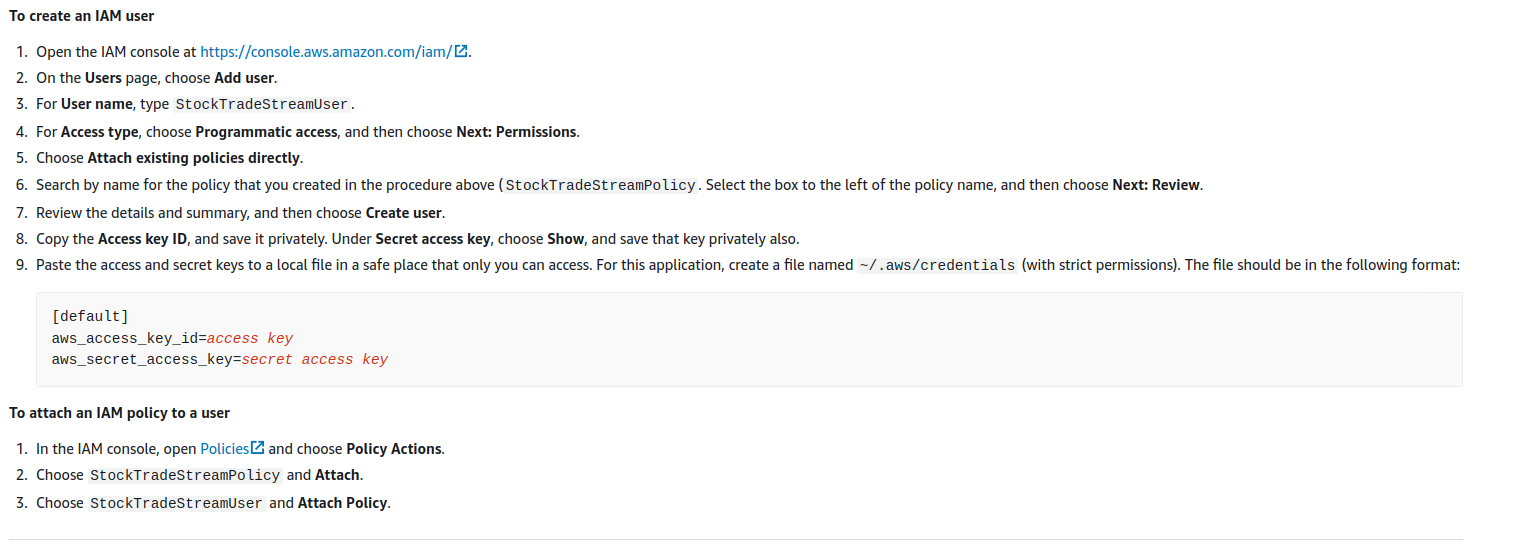 To create an IAM user
1. Open the IAM console at https://console.aws.amazon.com/iam/.
2. On the Users page, choose Add user.
3. For User name, type StockTradeStreamUser.
4. For Access type, choose Programmatic access, and then choose Next: Permissions.
5. Choose Attach existing policies directly.
6. Search by name for the policy that you created in the procedure above (StockTradeStreamPolicy. Select the box to the left of the policy name, and then choose Next: Review.
7. Review the details and summary, and then choose Create user.
8. Copy the Access key ID, and save it privately. Under Secret access key, choose Show, and save that key privately also.
9. Paste the access and secret keys to a local file in a safe place that only you can access. For this application, create a file named ~/.aws/credentials (with strict permissions). The file should be in the following format:
[default]
aws_access_key_id=access key
aws_secret_access_key=secret access key
To attach an IAM policy to a user
1. In the IAM console, open Policies and choose Policy Actions.
2. Choose StockTradeStreamPolicy and Attach.
3. Choose StockTradeStreamUser and Attach Policy.